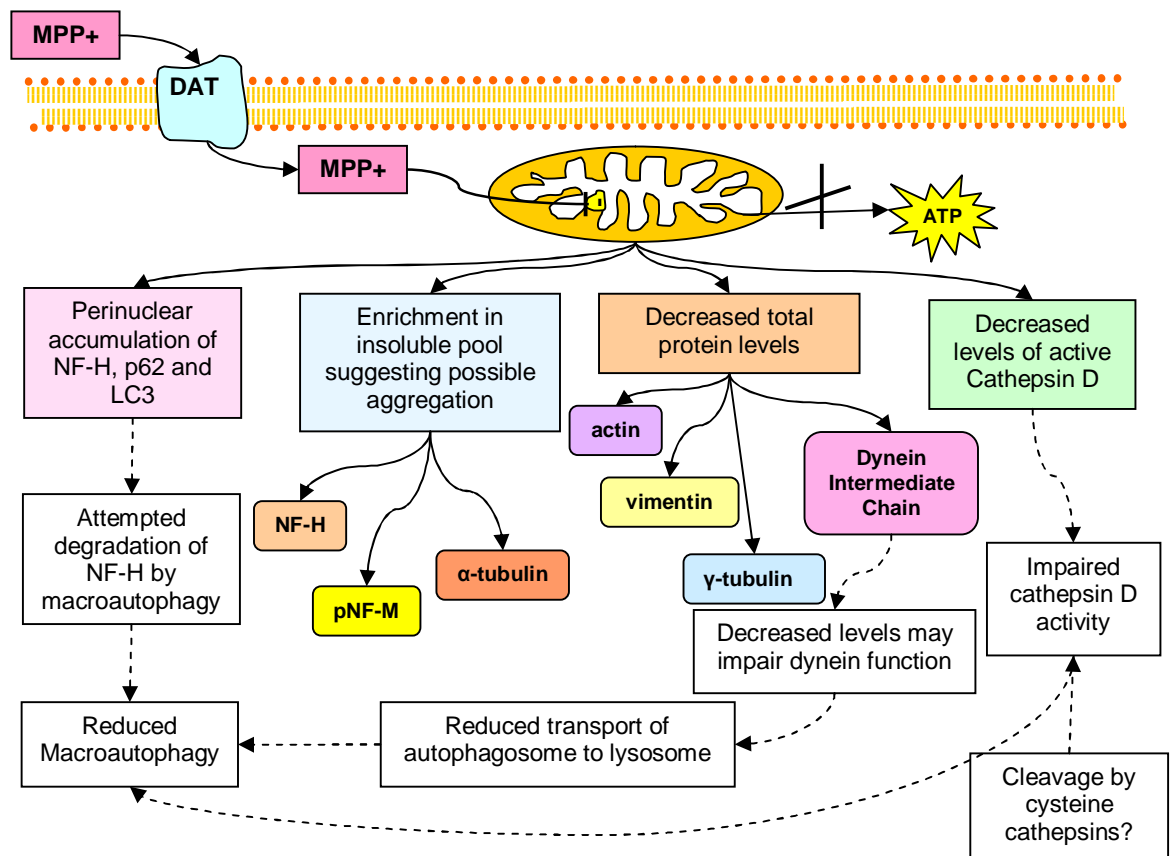 MPP+
DAT
MPP+
ATP
Perinuclear
accumulation of
NF-H, p62 and
LC3
Enrichment in
insoluble pool
suggesting possible
aggregation
Decreased total
protein levels
Decreased
levels of active
Cathepsin D
actin
Dynein
Intermediate
Chain
vimentin
NF-H
α-tubulin
γ-tubulin
pNF-M
Attempted
degradation of
NF-H by
macroautophagy
Impaired
cathepsin D
activity
Decreased levels may
impair dynein function
Reduced
Macroautophagy
Reduced transport of
autophagosome to lysosome
Cleavage by
cysteine
cathepsins?